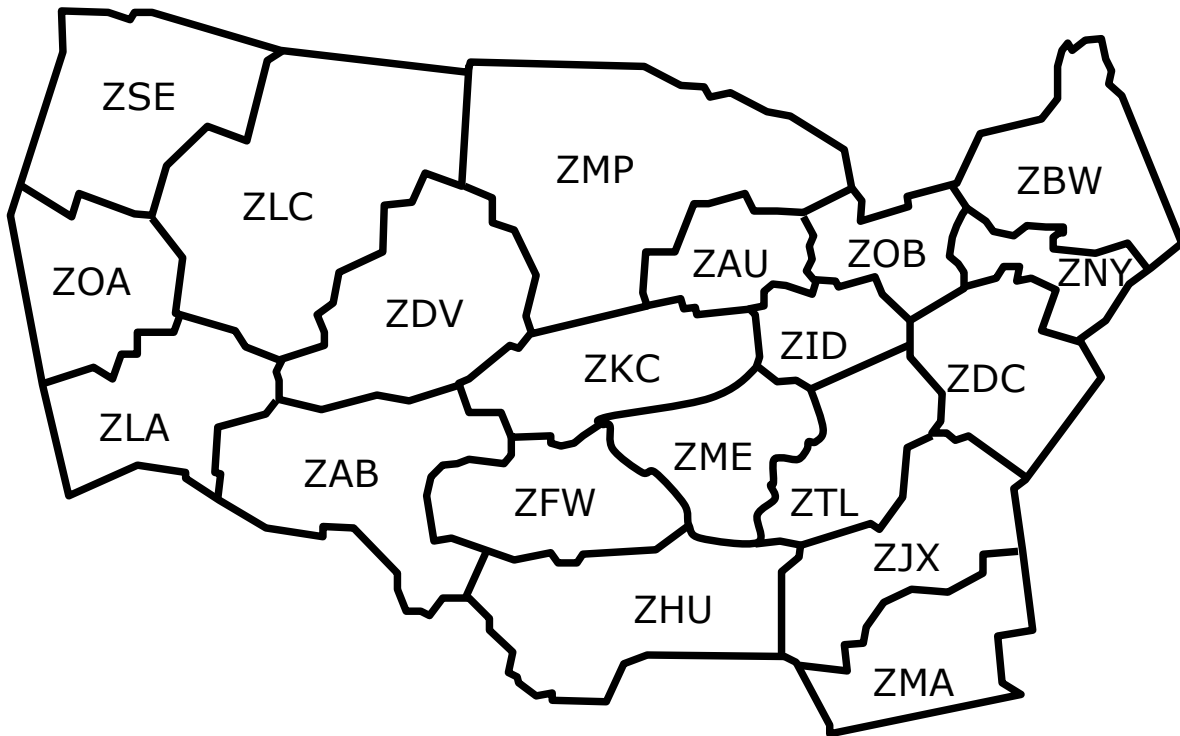 ZSE
ZBW
ZMP
ZLC
ZOB
ZAU
ZNY
ZOA
ZDV
ZID
ZKC
ZDC
ZLA
ZME
ZAB
ZFW
ZTL
ZJX
ZHU
ZMA